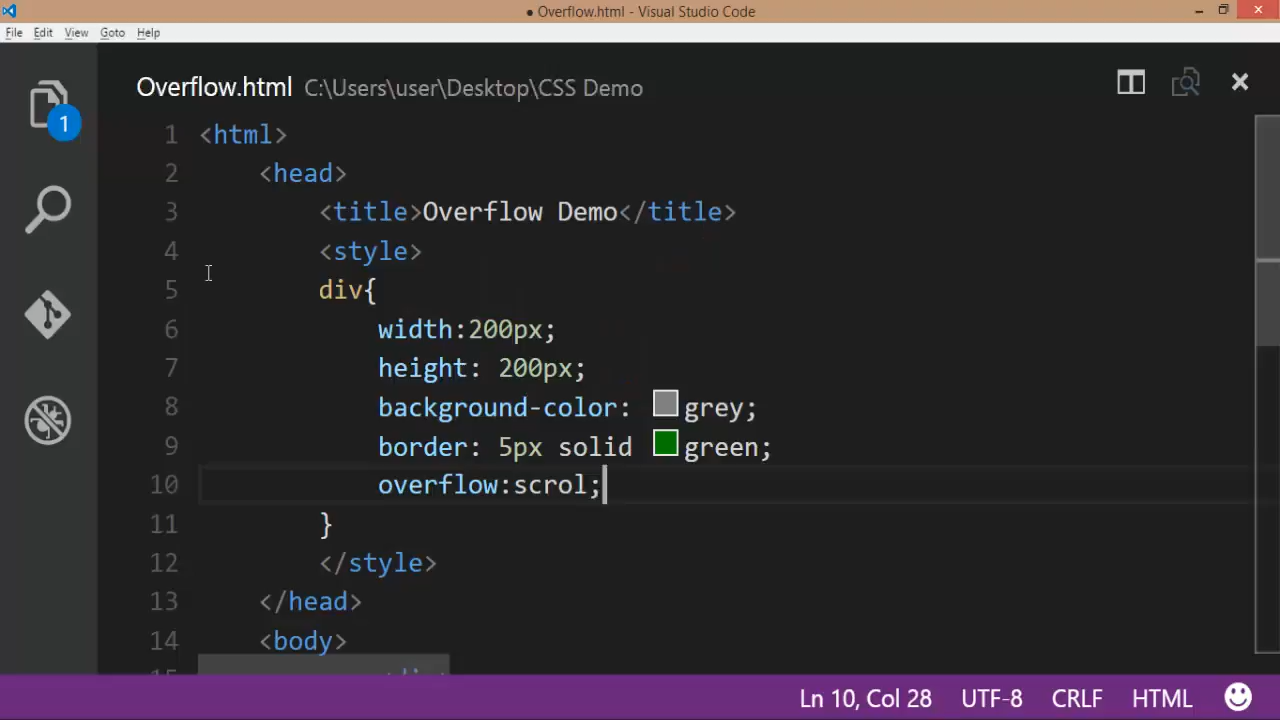 ● Overflow.html - Visual Studio Code
File Edit View Goto Help
Overflow.html C:\Users\user\Desktop\CSS Demo
1
1 <html>
2 <head>
3 <title>Overflow Demo</title>
4 <style>
5 div{
6 width:200px;
7 height: 200px;
8 background-color: grey;
9 border: 5px solid green;
10 overflow:scrol;
11 }
12 </style>
13 </head>
14 <body>
Ln 10, Col 28 UTF-8 CRLF HTML